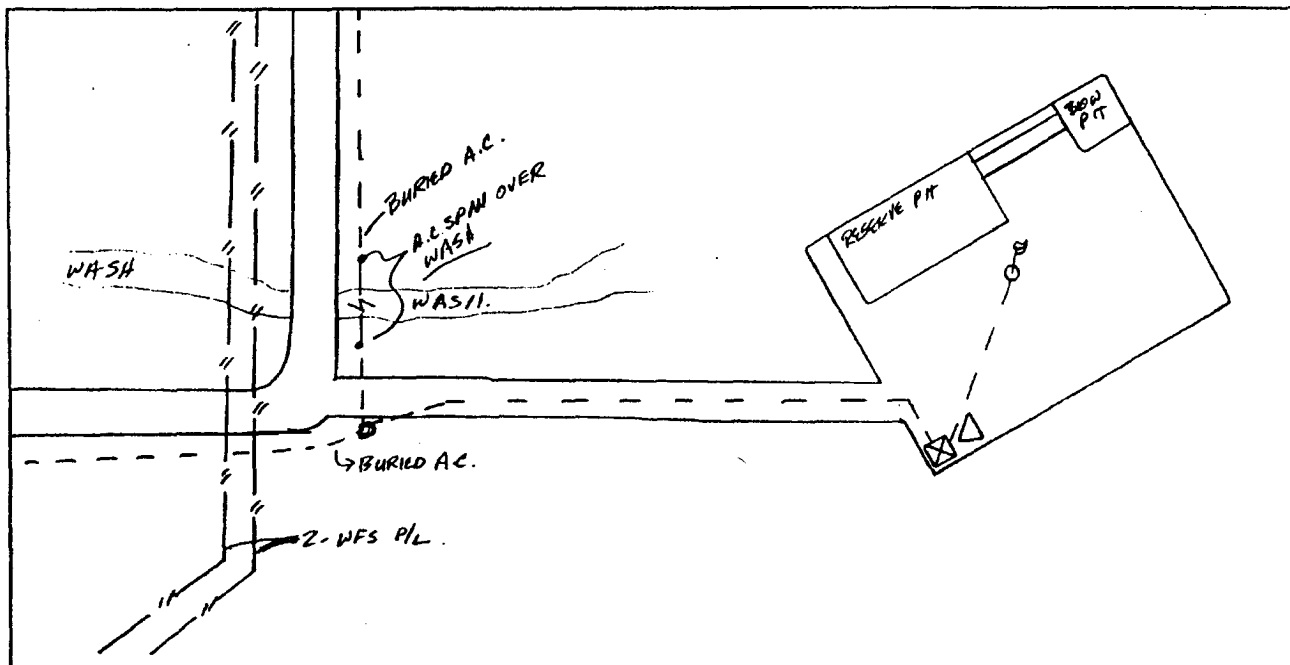 BLOW
PIT
RESERVE PIT
BURIED A.C.
A.C. SPAN OVER
WASH
WASH
WASH.
BURIED A.C.
2- WFS P/L.